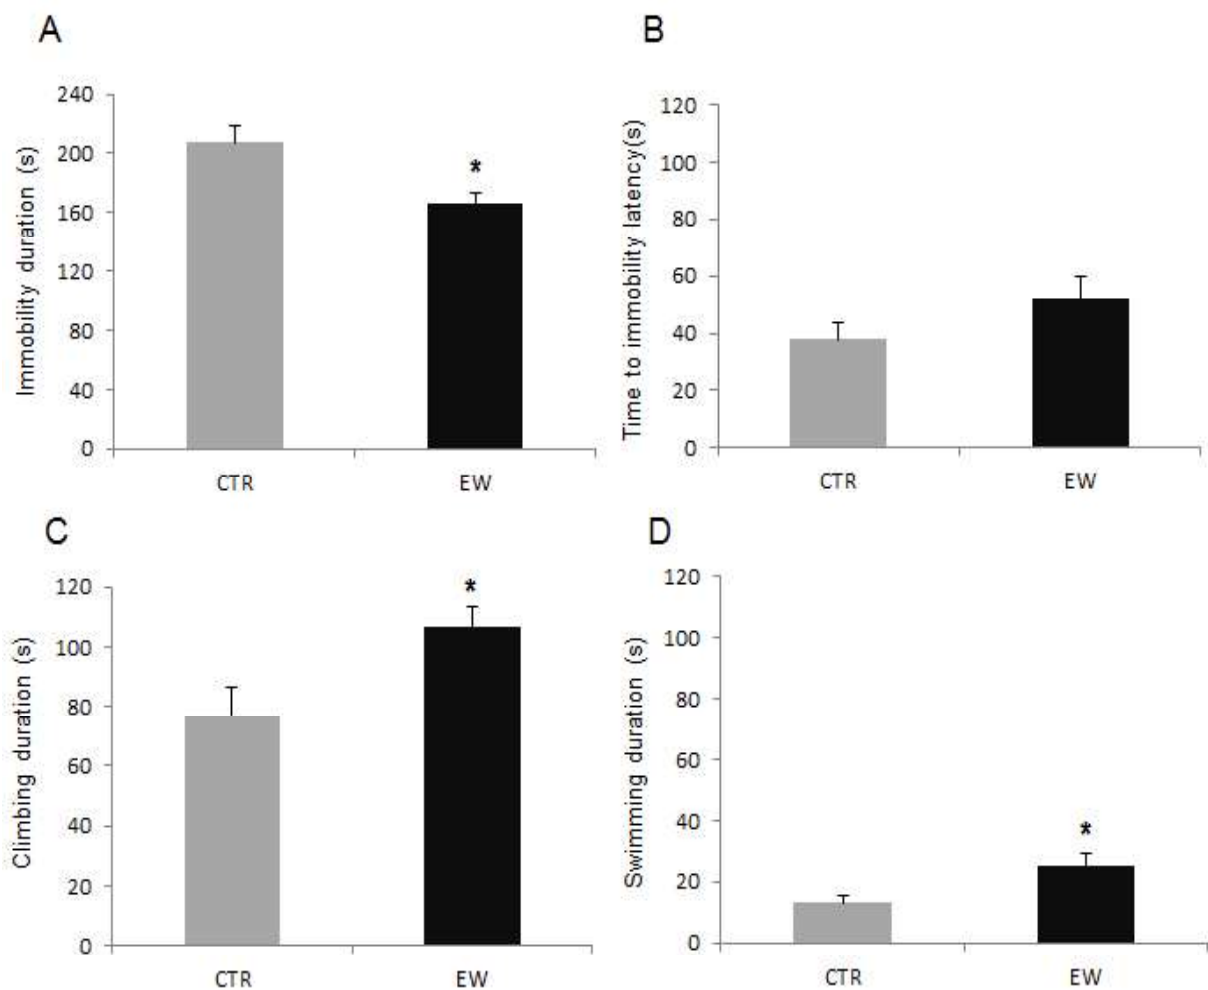 A
Immobility duration (s)
240
200
160
120
80
40
0
*
CTR
EW
B
Time to immobility latency(s)
120
100
80
60
40
20
0
CTR
EW
C
Climbing duration (s)
120
100
80
60
40
20
0
*
CTR
EW
D
Swimming duration (s)
120
100
80
60
40
20
0
*
CTR
EW